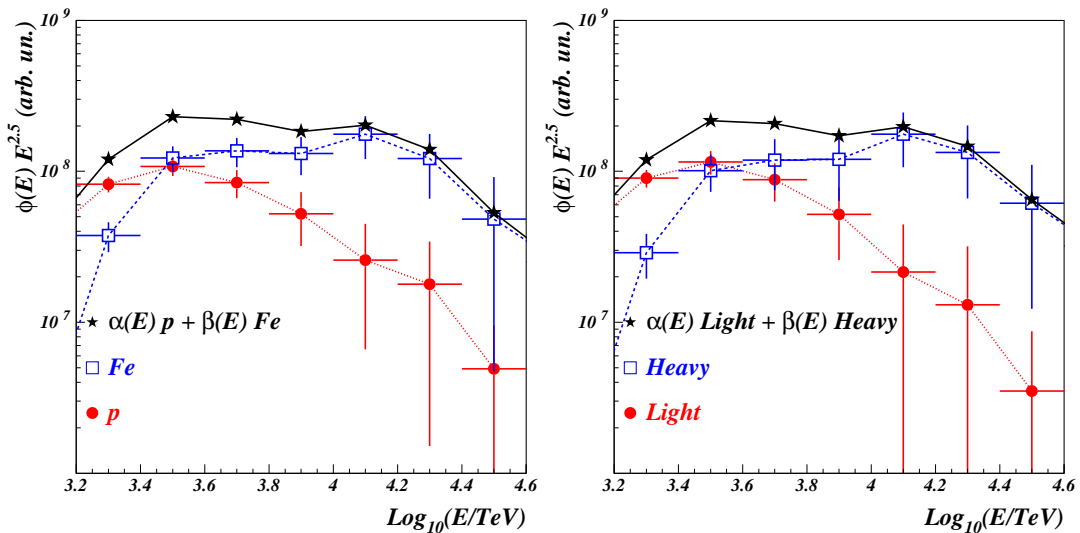 ϕ(E) E^2.5 (arb. un.)
10^9
10^8
10^7
α(E) p + β(E) Fe
Fe
p
3.2 3.4 3.6 3.8 4 4.2 4.4 4.6
Log10(E/TeV)
ϕ(E) E^2.5 (arb. un.)
10^9
10^8
10^7
α(E) Light + β(E) Heavy
Heavy
Light
3.2 3.4 3.6 3.8 4 4.2 4.4 4.6
Log10(E/TeV)